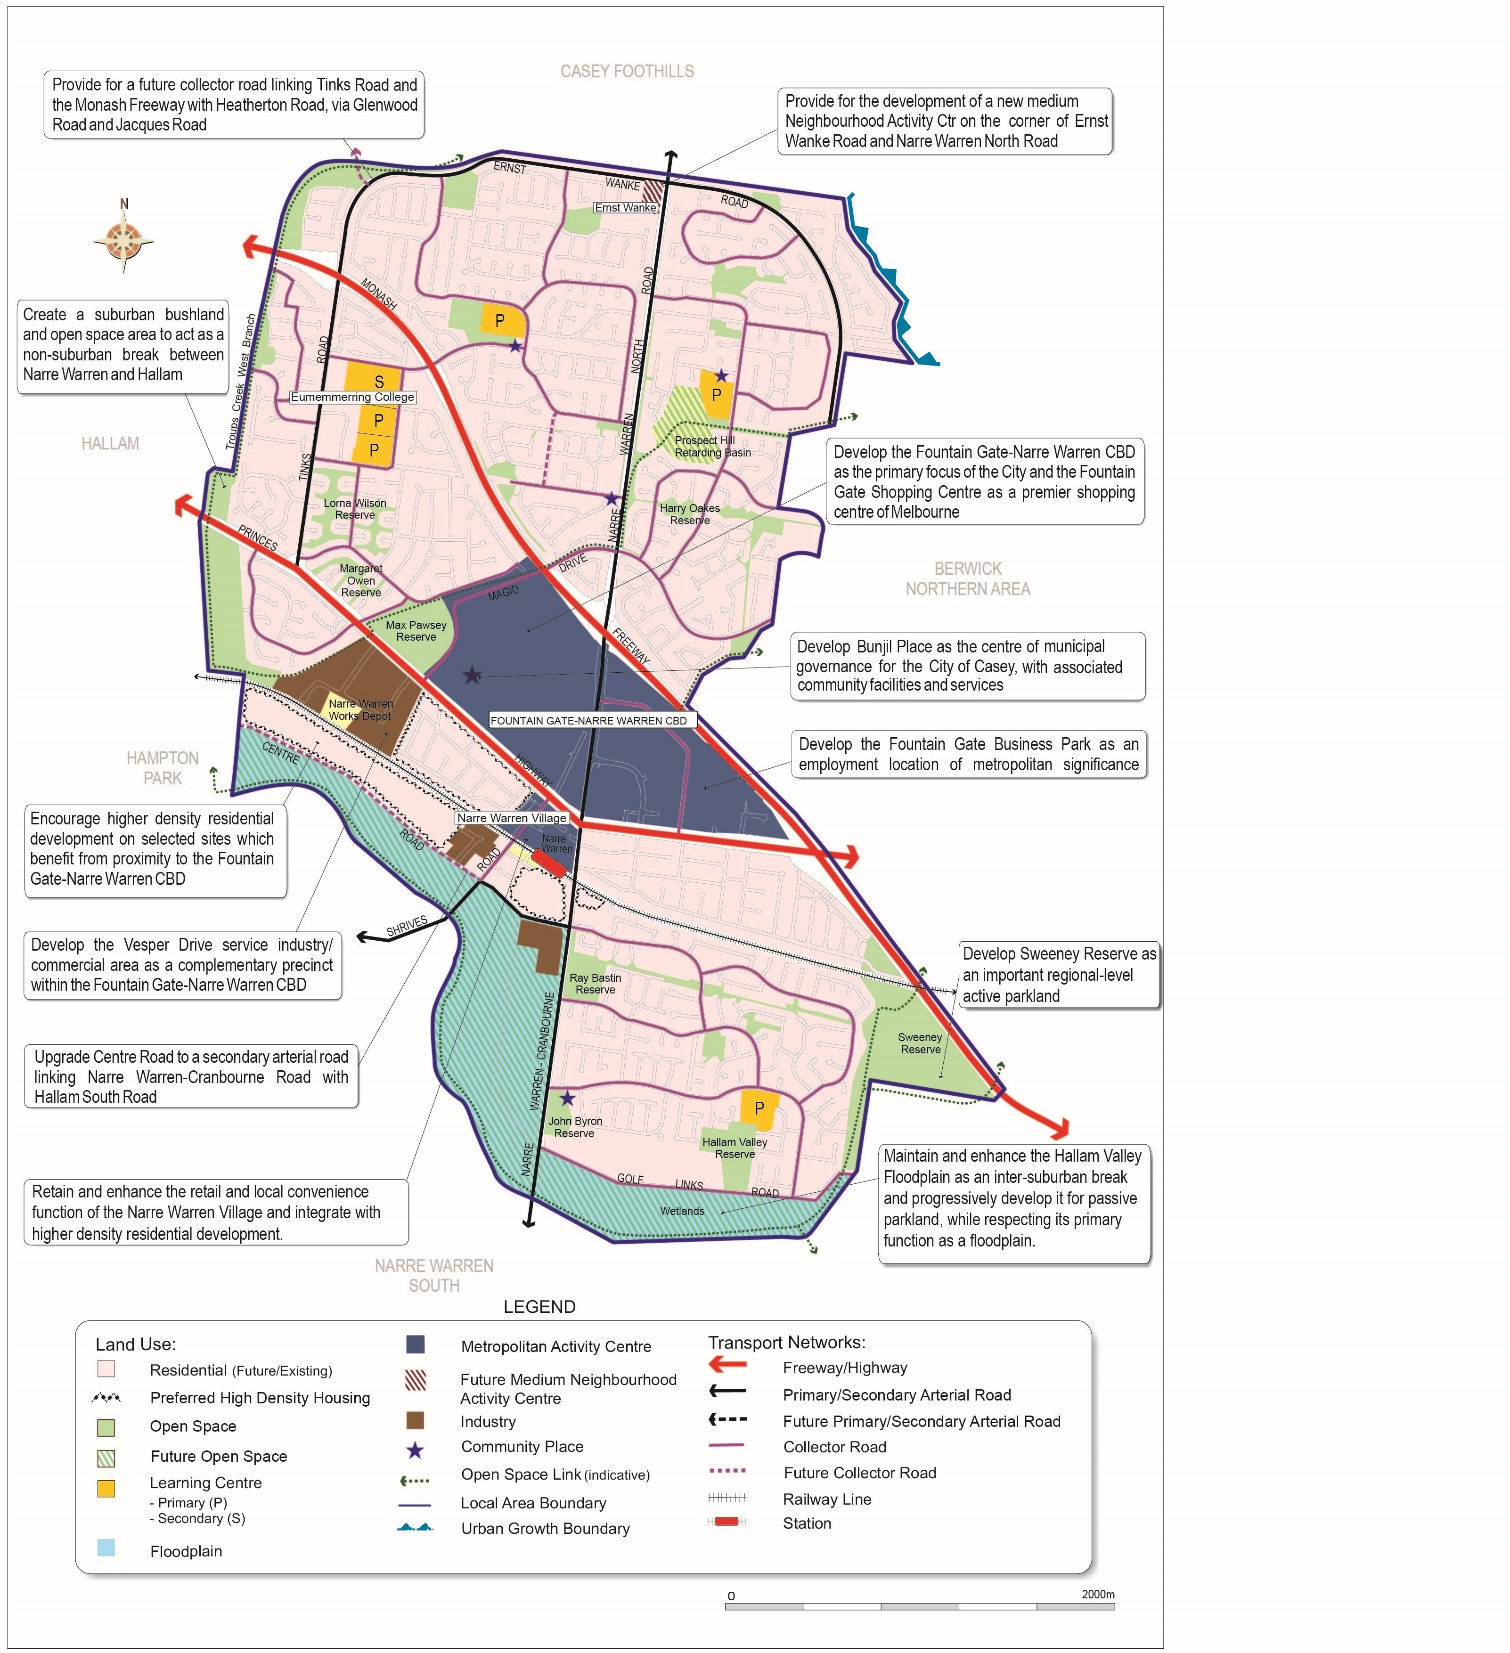 CASEY FOOTHILLS
Provide for a future collector road linking Tinks Road and
the Monash Freeway with Heatherton Road, via Glenwood
Road and Jacques Road
Provide for the development of a new medium
Neighbourhood Activity Ctr on the corner of Ernst
Wanke Road and Narre Warren North Road
ERNST
WANKE
ROAD
Ernst Wanke
N
MONASH
ROAD
Create a suburban bushland
and open space area to act as a
non-suburban break between
Narre Warren and Hallam
Troups Creek West Branch
ROAD
P
NORTH
S
Eumemmerring College
P
P
P
HALLAM
WARREN
TINKS
Prospect Hill
Retarding Basin
Develop the Fountain Gate-Narre Warren CBD
as the primary focus of the City and the Fountain
Gate Shopping Centre as a premier shopping
centre of Melbourne
Lorna Wilson
Reserve
Harry Oakes
Reserve
NARRE
PRINCES
Margaret
Owen
Reserve
DRIVE
MAGID
BERWICK
NORTHERN AREA
Max Pawsey
Reserve
FREEWAY
Develop Bunjil Place as the centre of municipal
governance for the City of Casey, with associated
community facilities and services
Narre Warren
Works Depot
FOUNTAIN GATE-NARRE WARREN CBD
HAMPTON
PARK
CENTRE
HIGHWAY
Develop the Fountain Gate Business Park as an
employment location of metropolitan significance
Encourage higher density residential
development on selected sites which
benefit from proximity to the Fountain
Gate-Narre Warren CBD
ROAD
Narre Warren Village
Narre
Warren
ROAD
SHRIVES
Develop the Vesper Drive service industry/
commercial area as a complementary precinct
within the Fountain Gate-Narre Warren CBD
Develop Sweeney Reserve as
an important regional-level
active parkland
Ray Bastin
Reserve
Sweeney
Reserve
Upgrade Centre Road to a secondary arterial road
linking Narre Warren-Cranbourne Road with
Hallam South Road
WARREN - CRANBOURNE
P
John Byron
Reserve
Hallam Valley
Reserve
NARRE
Maintain and enhance the Hallam Valley
Floodplain as an inter-suburban break
and progressively develop it for passive
parkland, while respecting its primary
function as a floodplain.
GOLF LINKS ROAD
Wetlands
Retain and enhance the retail and local convenience
function of the Narre Warren Village and integrate with
higher density residential development.
NARRE WARREN
SOUTH
LEGEND
Land Use:
Residential (Future/Existing)
Preferred High Density Housing
Open Space
Future Open Space
Learning Centre
- Primary (P)
- Secondary (S)
Floodplain
Metropolitan Activity Centre
Future Medium Neighbourhood
Activity Centre
Industry
Community Place
Open Space Link (indicative)
Local Area Boundary
Urban Growth Boundary
Transport Networks:
Freeway/Highway
Primary/Secondary Arterial Road
Future Primary/Secondary Arterial Road
Collector Road
Future Collector Road
Railway Line
Station
0
2000m